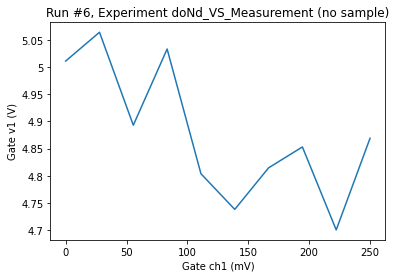 Run #6, Experiment doNd_VS_Measurement (no sample)
Gate v1 (V)
5.05
5
4.95
4.9
4.85
4.8
4.75
4.7
0 50 100 150 200 250
Gate ch1 (mV)